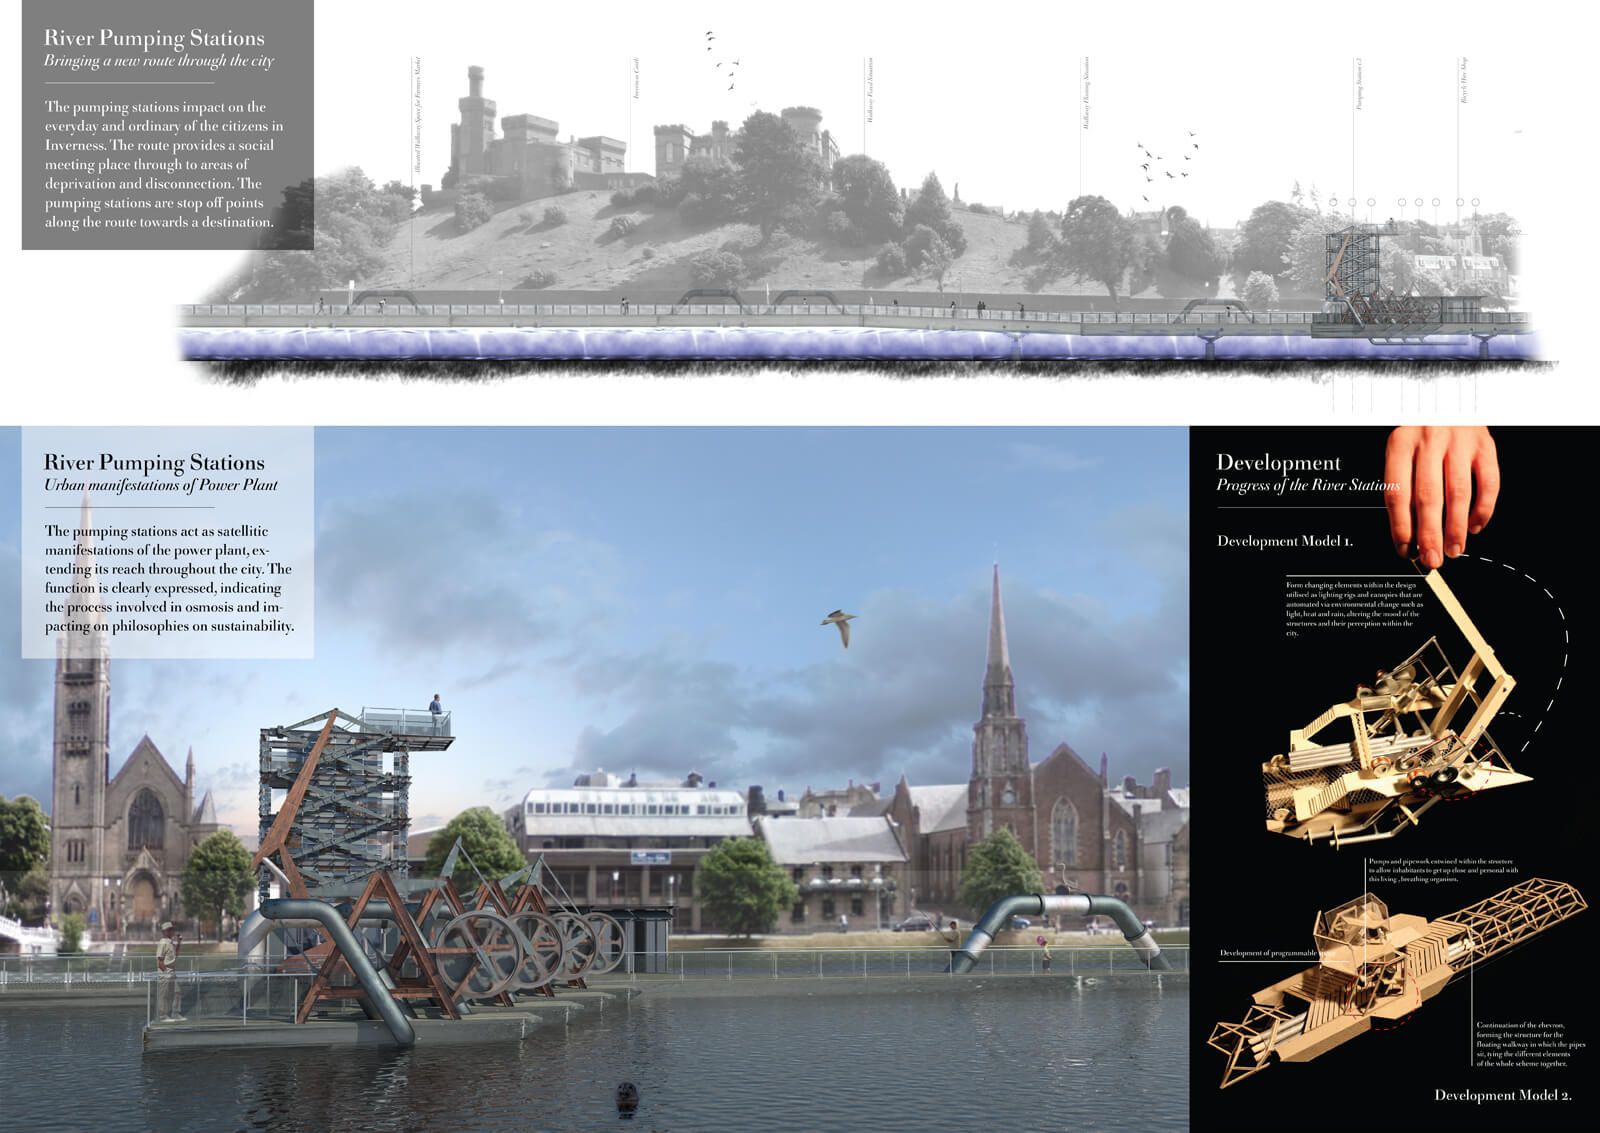 River Pumping Stations
Bringing a new route through the city
The pumping stations impact on the
everyday and ordinary of the citizens in
Inverness. The route provides a social
meeting place through to areas of
deprivation and disconnection. The
pumping stations are stop off points
along the route towards a destination.
Allocated Walkway Space for Farmers Market
Inverness Castle
Walkway Fixed Situation
Walkway Floating Situation
Pumping Station
Bicycle Hire Shop
River Pumping Stations
Urban manifestations of Power Plant
The pumping stations act as satellitic
manifestations of the power plant, ex-
tending its reach throughout the city. The
function is clearly expressed, indicating
the process involved in osmosis and im-
pacting on philosophies on sustainability.
Development
Progress of the River Stations
Development Model 1.
Form changing elements within the design
utilised as lighting rigs and canopies that are
automated via environmental change such as
light, heat and rain, altering the mood of the
structures and their perception within the
city.
Pumps and pipework entwined within the structure
to allow inhabitants to get up close and personal with
this living , breathing organism.
Development of programmable
Continuation of the chevron,
forming the structure for the
floating walkway in which the pipes
sit, tying the different elements
of the whole scheme together.
Development Model 2.